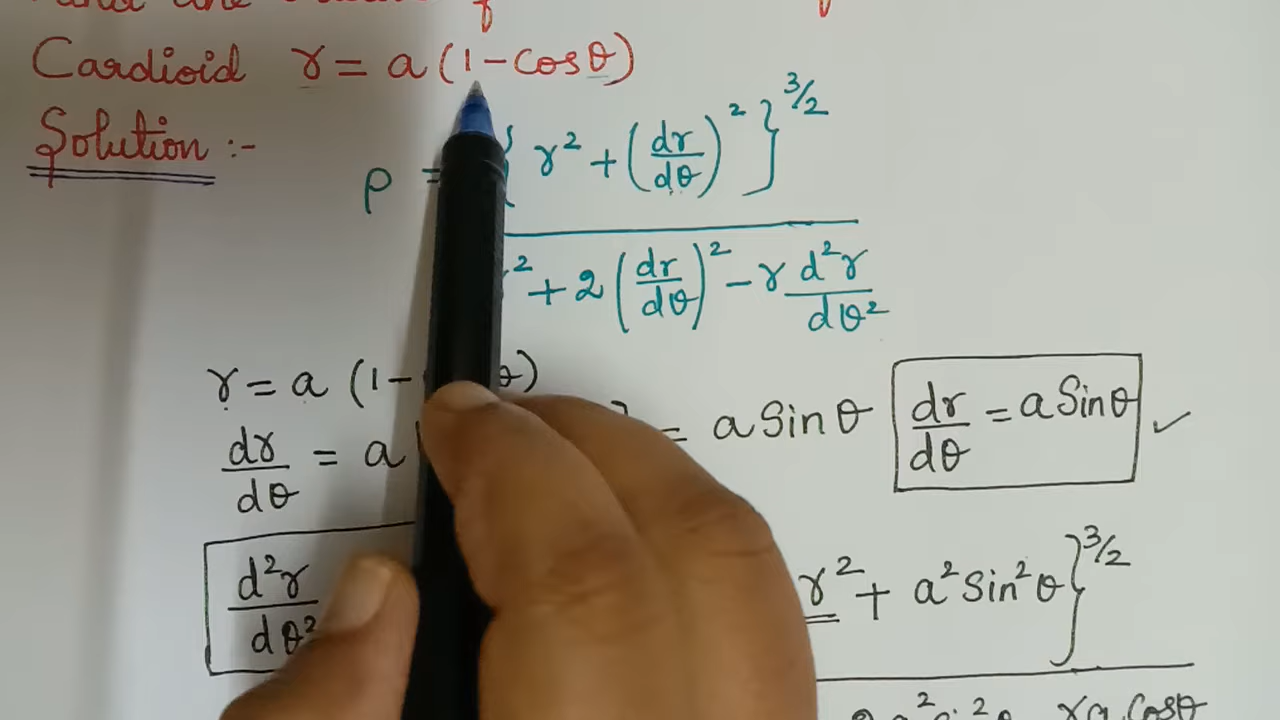 Cardioid r = a (1 - cosθ)
Solution :-
ρ = { r² + (dr/dθ)² }^3/2
² + 2 (dr/dθ)² - r d²r/dθ²
r = a (1 - θ)
dr/dθ = a = a Sinθ dr/dθ = a Sinθ ✓
d²r/dθ² r² + a² Sin²θ }^3/2